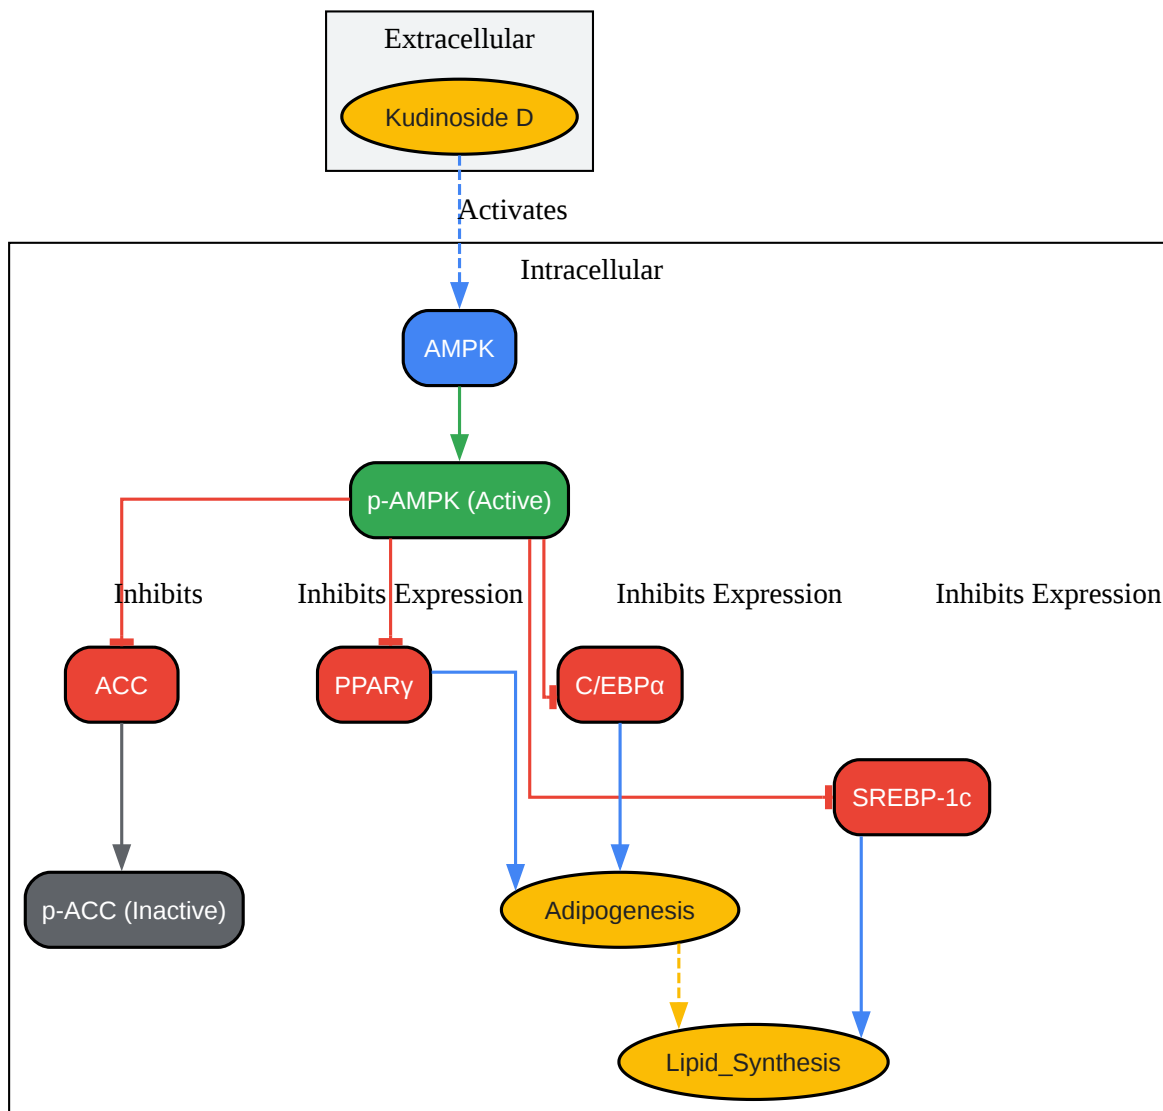 Extracellular
Kudinoside D
Activates
Intracellular
AMPK
p-AMPK (Active)
Inhibits
Inhibits Expression
Inhibits Expression
Inhibits Expression
ACC
PPARγ
C/EBPα
SREBP-1c
p-ACC (Inactive)
Adipogenesis
Lipid_Synthesis